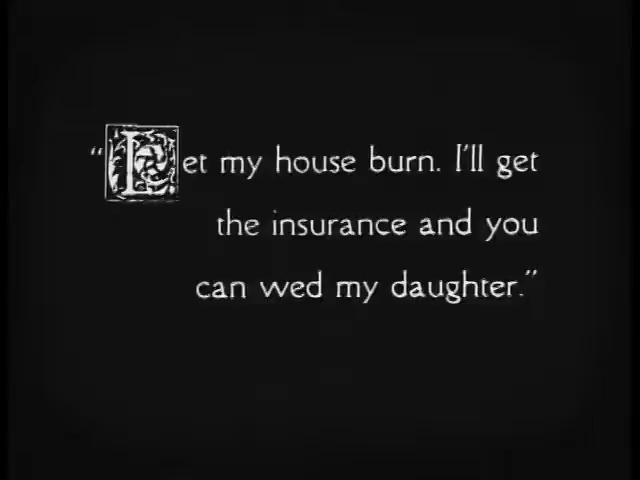 “Let my house burn. I'll get
the insurance and you
can wed my daughter.”